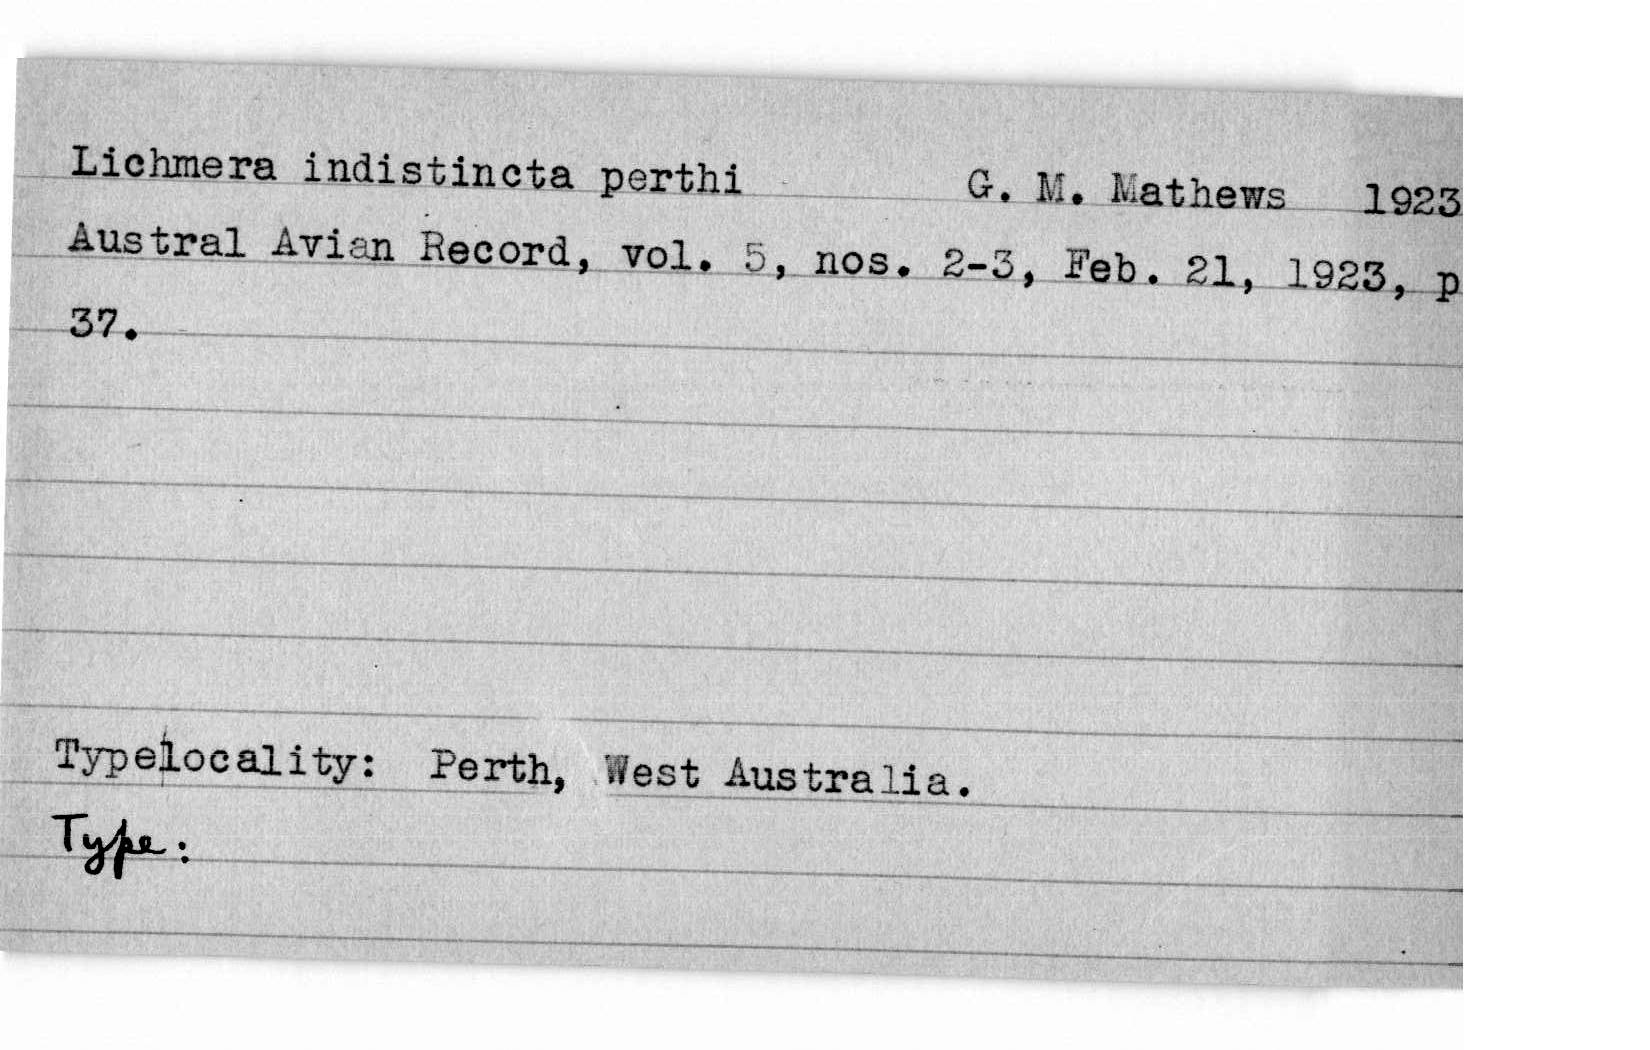 Lichmera indistincta perthi G. M. Mathews 1923
Austral Avian Record, vol. 5, nos. 2-3, Feb. 21, 1923, p
37.
Type|locality: Perth, West Australia.
Type: